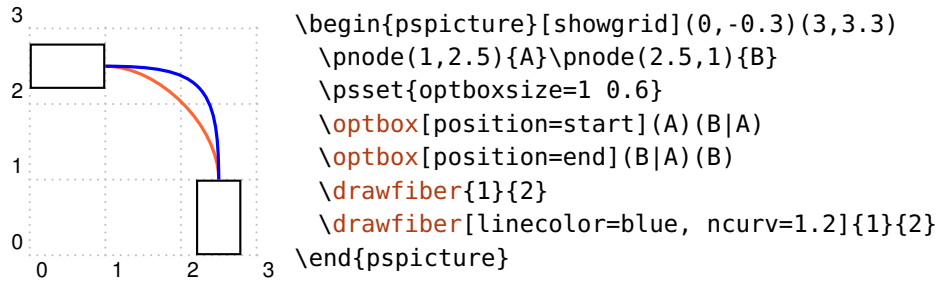 3
2
1
0
0 1 2 3
\begin{pspicture}[showgrid](0,-0.3)(3,3.3)
\pnode(1,2.5){A}\pnode(2.5,1){B}
\psset{optboxsize=1 0.6}
\optbox[position=start](A)(B|A)
\optbox[position=end](B|A)(B)
\drawfiber{1}{2}
\drawfiber[linecolor=blue, ncurv=1.2]{1}{2}
\end{pspicture}